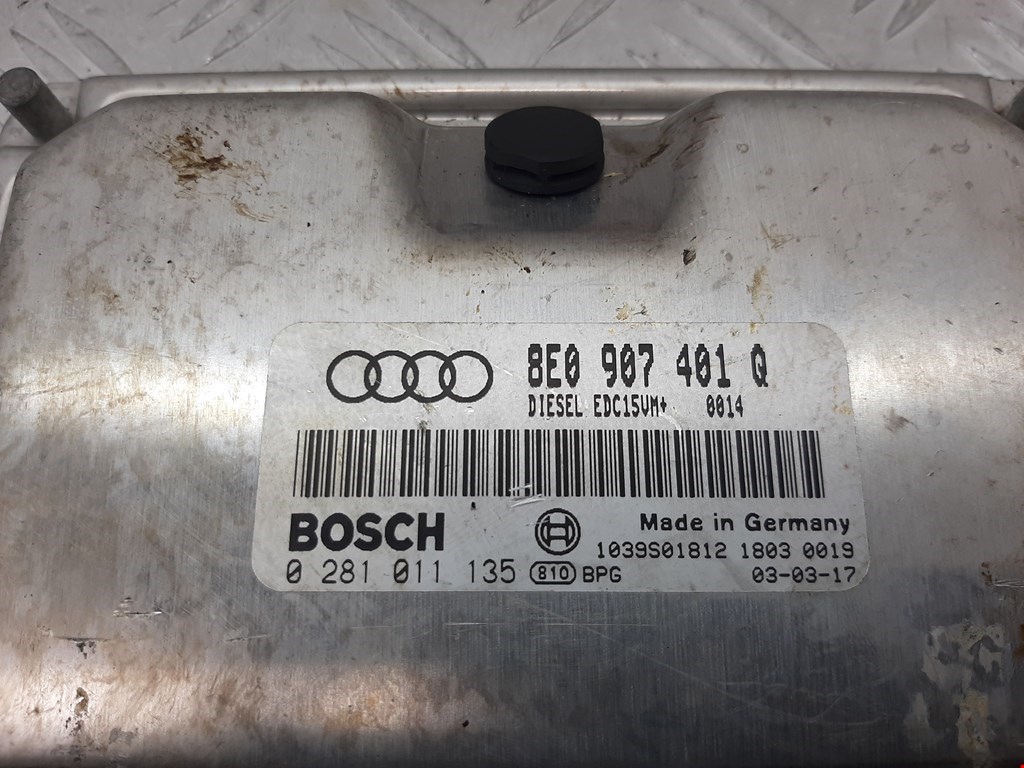 8E0 907 401 Q
DIESEL EDC15VM+ 0014
BOSCH
Made in Germany
1039S01812 1803 0019
0 281 011 135 810 BPG 03-03-17